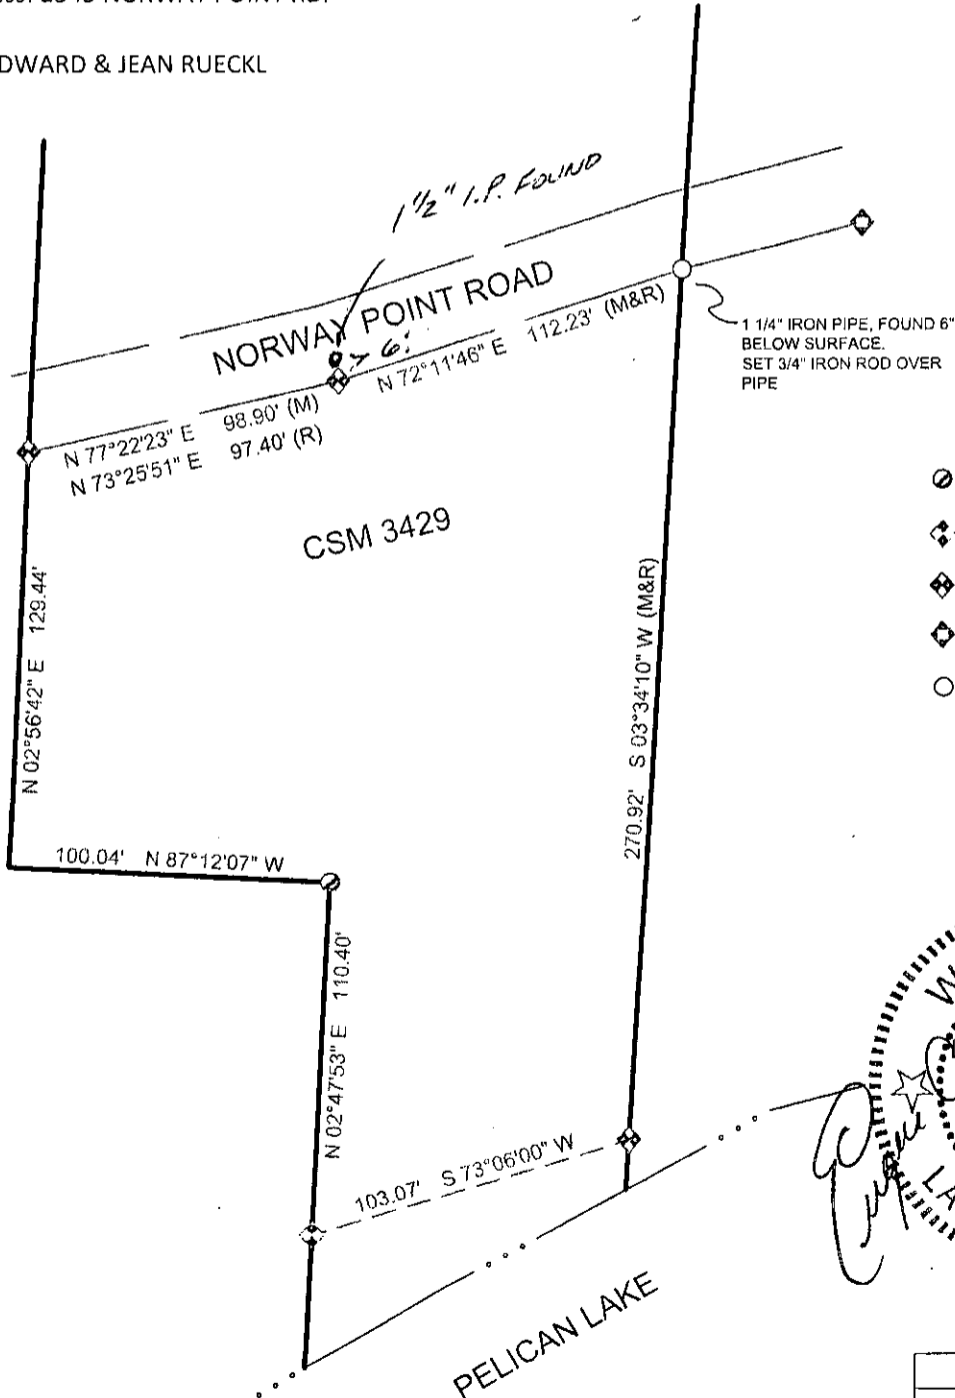 NORWAY POINT RD.
DWARD & JEAN RUECKL
1 1/2" I.P. FOUND
NORWAY POINT ROAD
N 72°11'46" E 112.23' (M&R)
1 1/4" IRON PIPE, FOUND 6"
BELOW SURFACE.
SET 3/4" IRON ROD OVER
PIPE
N 77°22'23" E 98.90' (M)
N 73°25'51" E 97.40' (R)
CSM 3429
N 02°56'42" E 129.44'
270.92' S 03°34'10" W (M&R)
100.04' N 87°12'07" W
N 02°47'53" E 110.40'
103.07' S 73°06'00" W
PELICAN LAKE